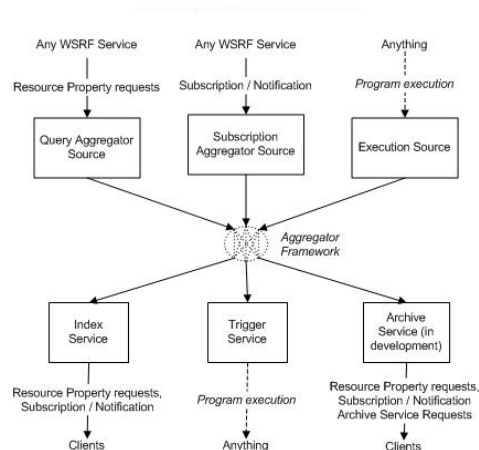 Any WSRF Service
Any WSRF Service
Anything
Resource Property requests
Subscription / Notification
Program execution
Query Aggregator
Source
Subscription
Aggregator Source
Execution Source
Aggregator
Framework
Index
Service
Trigger
Service
Archive
Service (in
development)
Resource Property requests,
Subscription / Notification
Program execution
Resource Property requests,
Subscription / Notification
Archive Service Requests
Clients
Anything
Clients